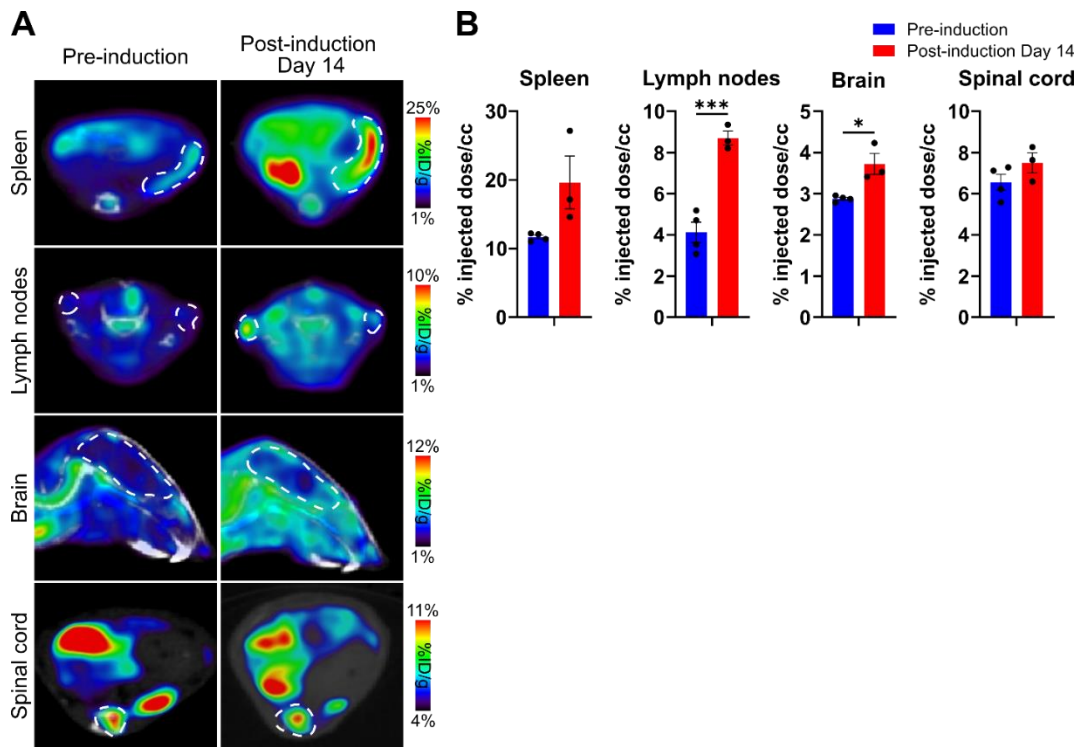 A
Pre-induction
Post-induction
Day 14
Spleen
25%
%ID/g
1%
Lymph nodes
10%
%ID/g
1%
Brain
12%
%ID/g
1%
Spinal cord
11%
%ID/g
4%
B
Pre-induction
Post-induction Day 14
Spleen
% injected dose/cc
30
20
10
0
Lymph nodes
% injected dose/cc
10
8
6
4
2
0
***
Brain
% injected dose/cc
5
4
3
2
1
0
*
Spinal cord
% injected dose/cc
10
8
6
4
2
0